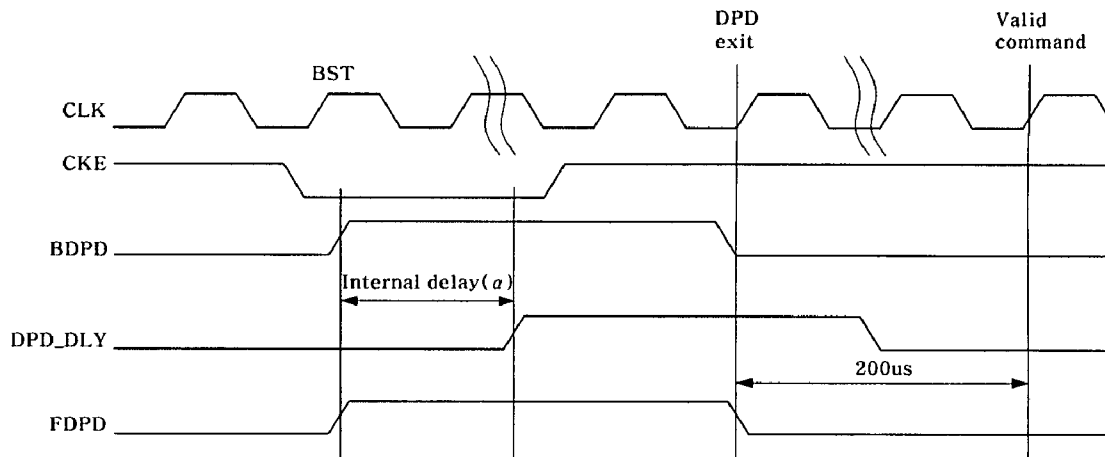 DPD
exit
Valid
command
BST
CLK
CKE
BDPD
Internal delay(α)
DPD_DLY
200us
FDPD